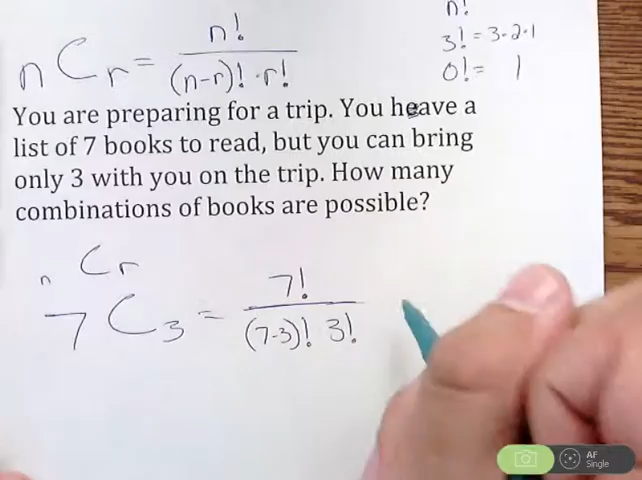 n!
3! = 3·2·1
nCr = n! / (n-r)!·r!
0! = 1
You are preparing for a trip. You heave a
list of 7 books to read, but you can bring
only 3 with you on the trip. How many
combinations of books are possible?
nCr
7C3 = 7! / (7-3)! 3!
AF
Single